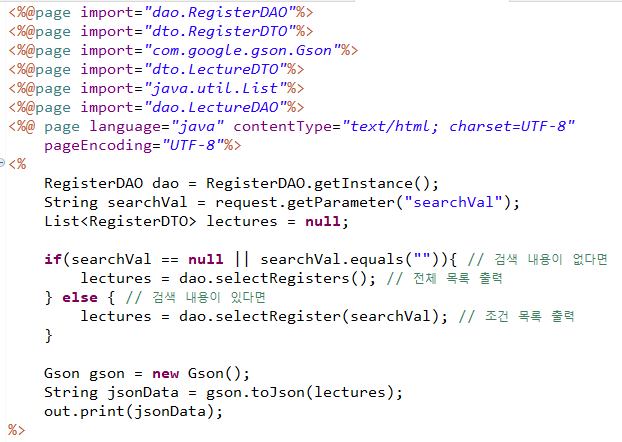 <%@page import="dao.RegisterDAO"%>
<%@page import="dto.RegisterDTO"%>
<%@page import="com.google.gson.Gson"%>
<%@page import="dto.LectureDTO"%>
<%@page import="java.util.List"%>
<%@page import="dao.LectureDAO"%>
<%@ page language="java" contentType="text/html; charset=UTF-8"
    pageEncoding="UTF-8"%>
<%
    RegisterDAO dao = RegisterDAO.getInstance();
    String searchVal = request.getParameter("searchVal");
    List<RegisterDTO> lectures = null;

    if(searchVal == null || searchVal.equals("")){ // 검색 내용이 없다면
        lectures = dao.selectRegisters(); // 전체 목록 출력
    } else { // 검색 내용이 있다면
        lectures = dao.selectRegister(searchVal); // 조건 목록 출력
    }

    Gson gson = new Gson();
    String jsonData = gson.toJson(lectures);
    out.print(jsonData);
%>